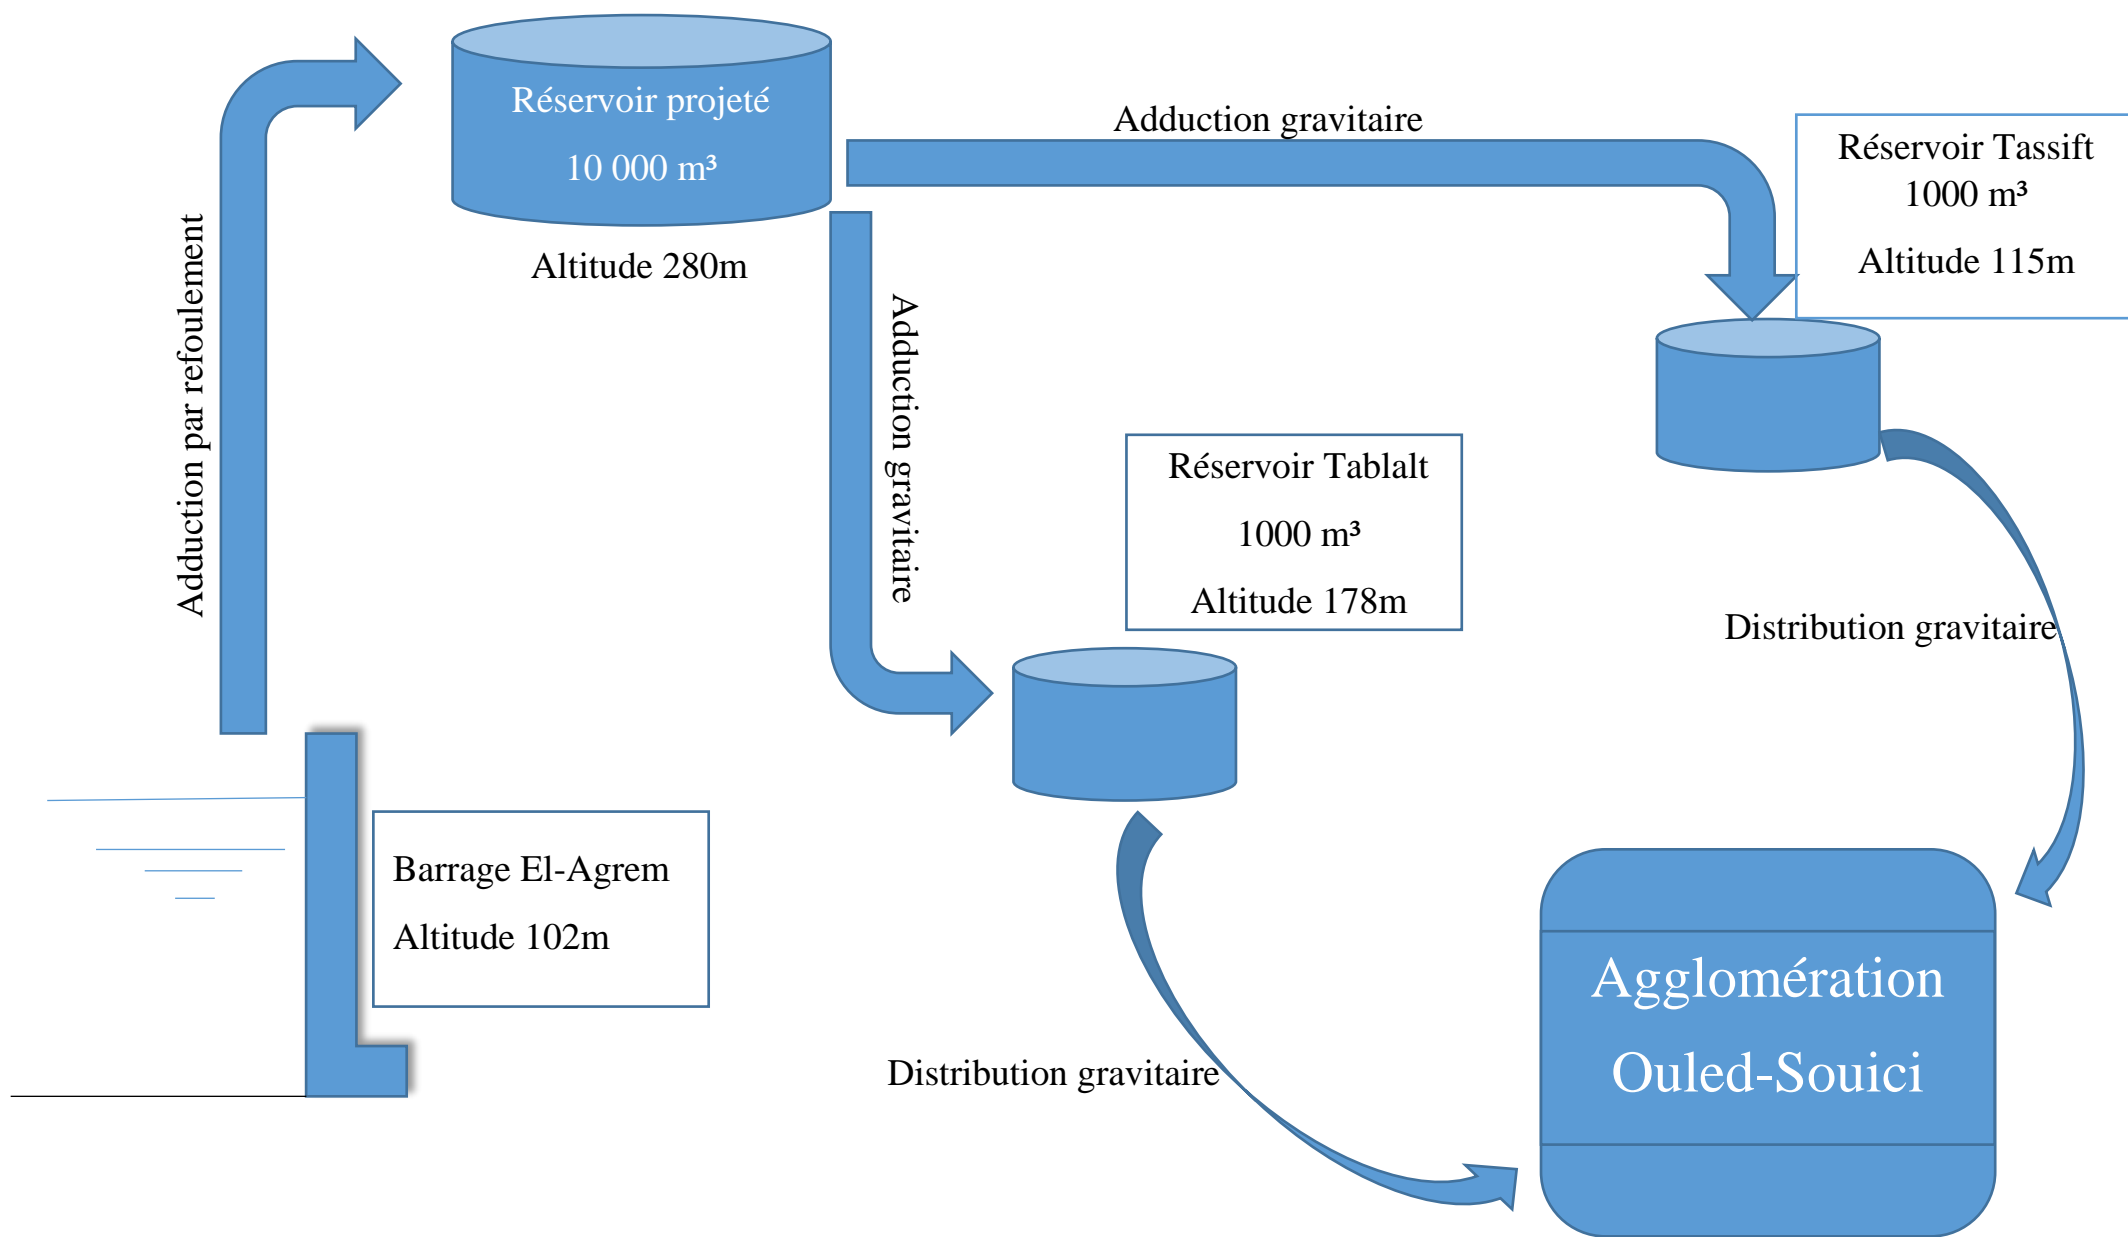 Réservoir projeté
10 000 m³
Altitude 280m
Adduction par refoulement
Adduction gravitaire
Adduction gravitaire
Réservoir Tassift
1000 m³
Altitude 115m
Réservoir Tablalt
1000 m³
Altitude 178m
Distribution gravitaire
Barrage El-Agrem
Altitude 102m
Distribution gravitaire
Agglomération
Ouled-Souici